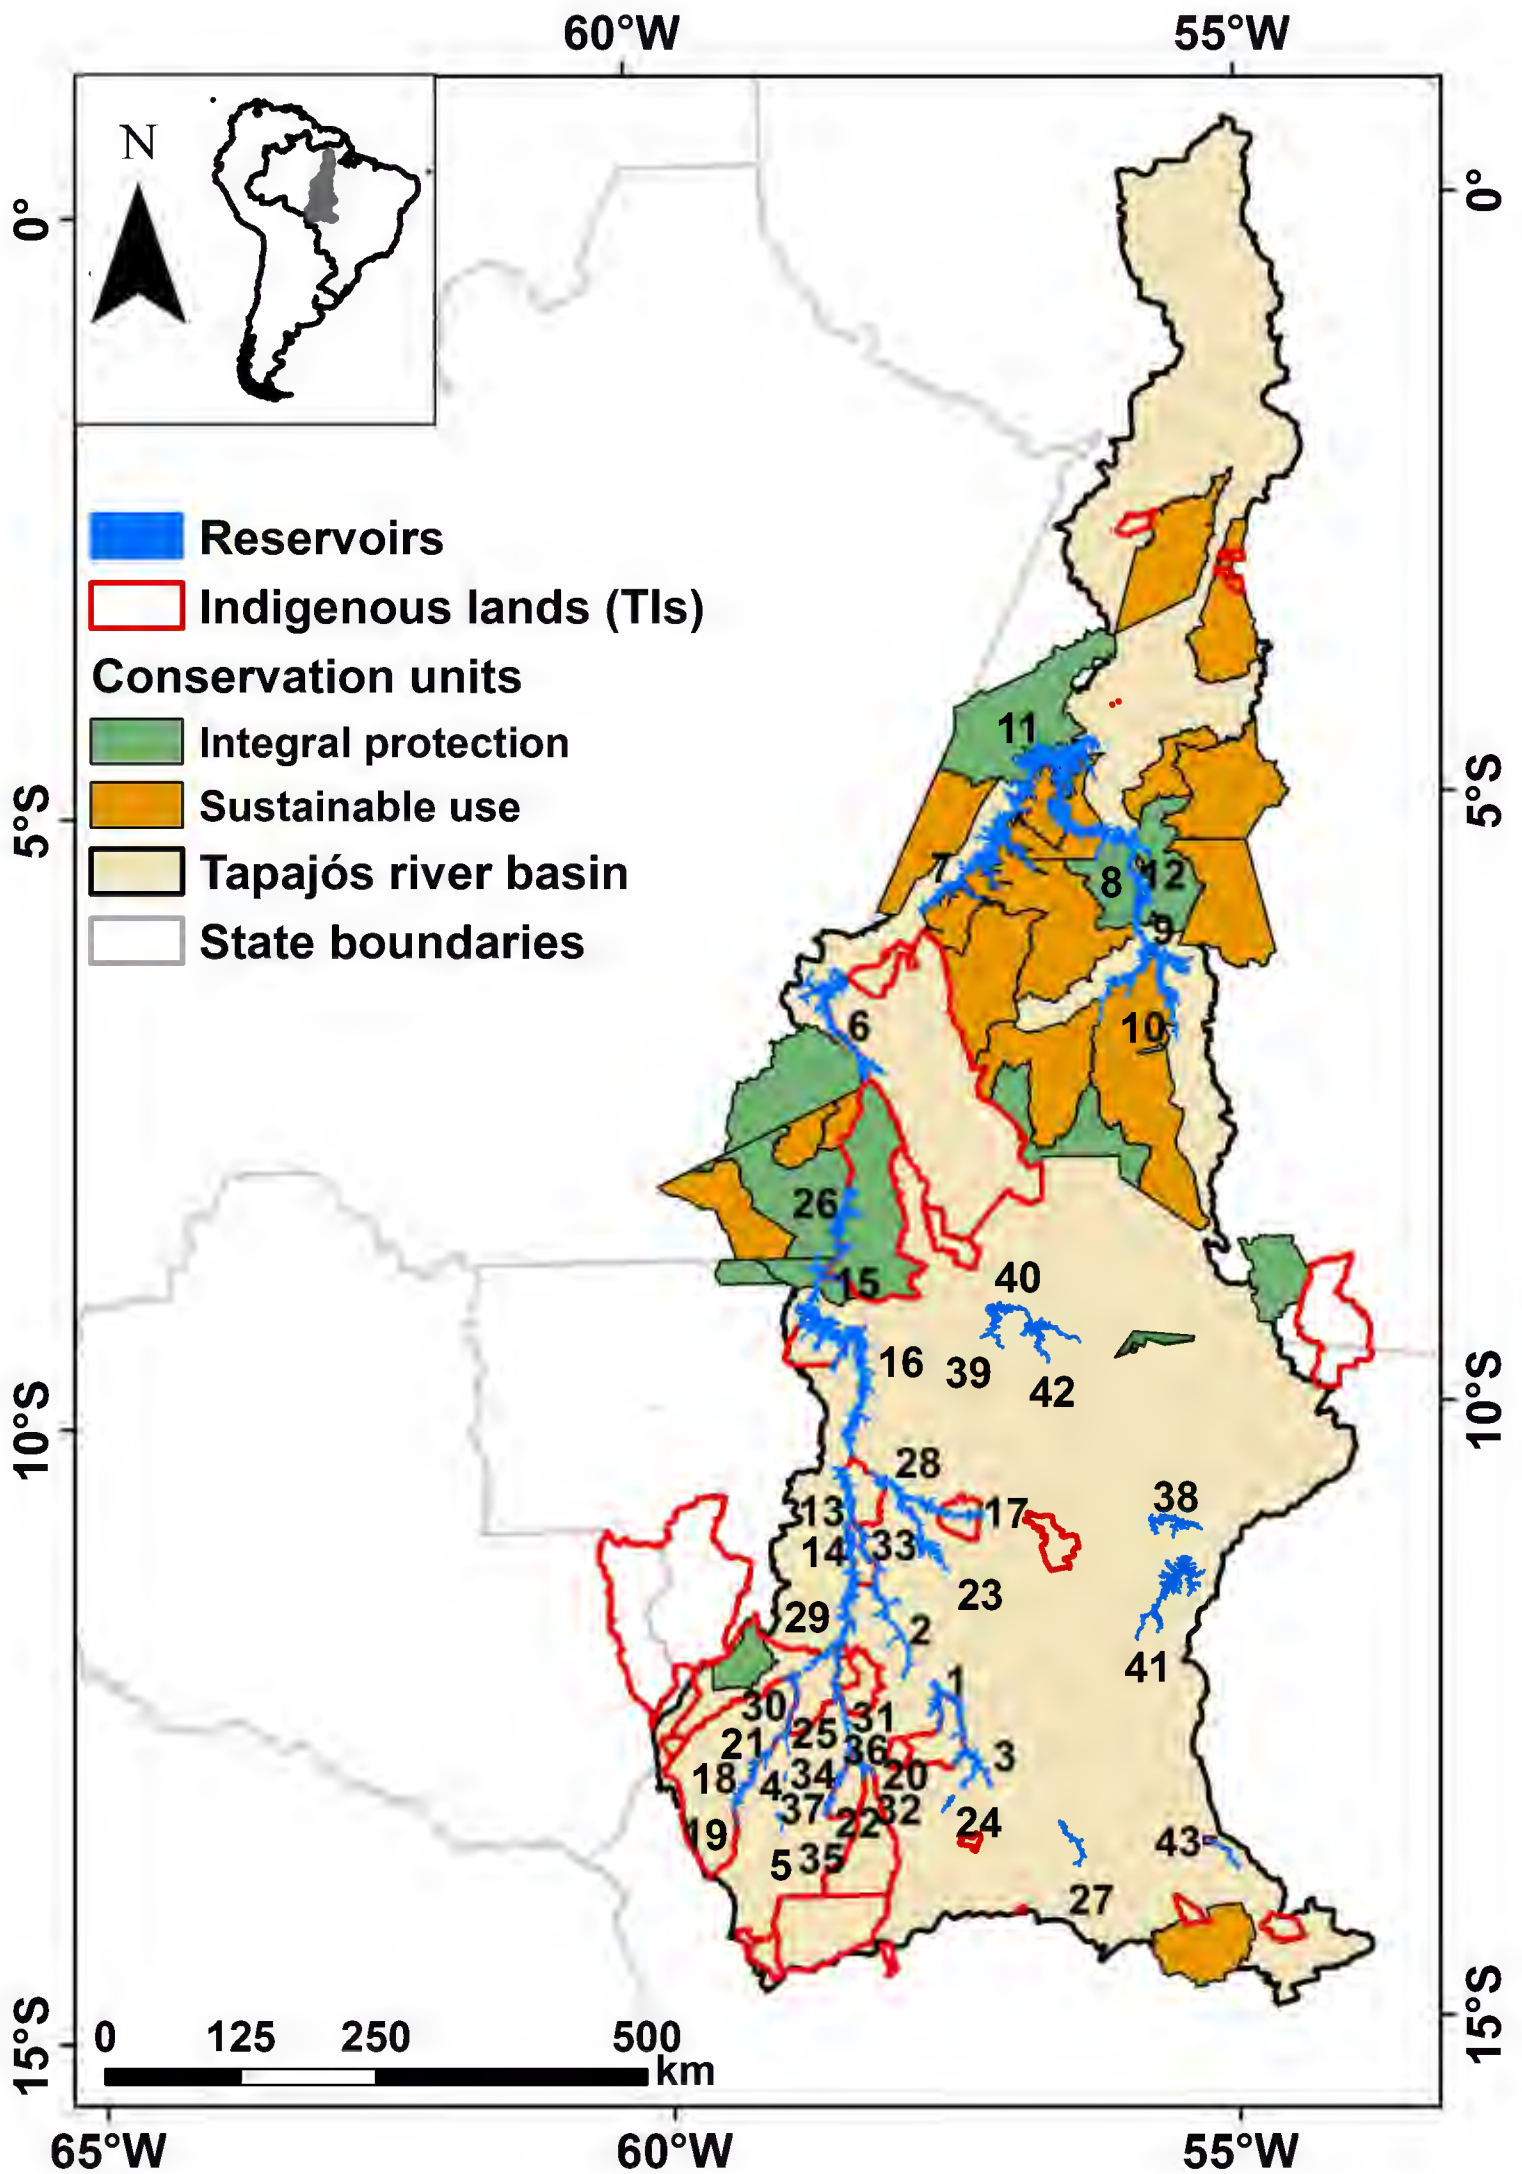 60°W 55°W
N
0° 0°
Reservoirs
Indigenous lands (TIs)
Conservation units
Integral protection
Sustainable use
Tapajós river basin
State boundaries
11
5°S 5°S
7 8 12
9
6 10
26
15
40
16 39
42
10°S 10°S
28
13 17 38
14 33
23
29 2
41
1
30
25 31
21 36 3
18 4 34 20
37 32
19 22 24
43
5 35
27
15°S 15°S
0 125 250 500
km
65°W 60°W 55°W